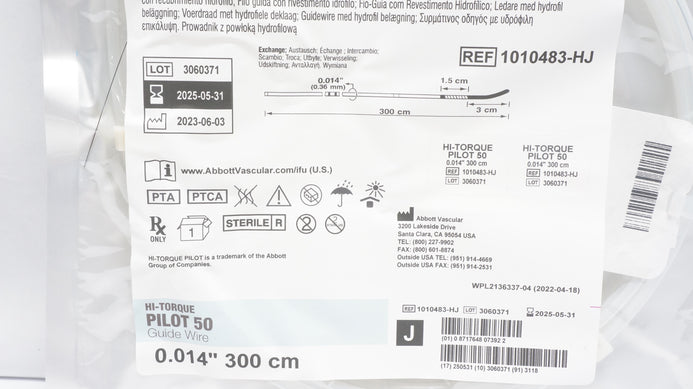 con rivestimento idrofilo; Fio-Guia com Revestimento Hidrofílico; Ledare med hydrofil
beläggning; Voerdraad met hydrofiele deklaag; Guidewire med hydrofil belægning; Συρμάτινος οδηγός με υδρόφιλη
επικάλυψη. Prowadnik z powłoką hydrofilową
Exchange; Austausch; Échange; Intercambio;
Scambio, Troca; Utbyte, Verwisseling;
Udskiftning; Ανταλλαγή, Wymiana
REF 1010483-HJ
LOT 3060371
2025-05-31
2023-06-03
0.014"
(0.36 mm)
1.5 cm
300 cm
3 cm
HI-TORQUE
PILOT 50
0.014" 300 cm
REF 1010483-HJ
LOT 3060371
HI-TORQUE
PILOT 50
0.014" 300 cm
REF 1010483-HJ
LOT 3060371
i www.AbbottVascular.com/ifu (U.S.)
PTA PTCA
Rx
ONLY
1
STERILE R
2
Abbott Vascular
3200 Lakeside Drive
Santa Clara, CA 95054 USA
TEL: (800) 227-9902
FAX: (800) 601-8874
Outside USA TEL: (951) 914-4669
Outside USA FAX: (951) 914-2531
HI-TORQUE PILOT is a trademark of the Abbott
Group of Companies.
WPL2136337-04 (2022-04-18)
HI-TORQUE
PILOT 50
Guide Wire
0.014" 300 cm
REF 1010483-HJ LOT 3060371 2025-05-31
J
(01) 0 8717648 07392 2
(17) 250531 (10) 3060371 (91) 3118